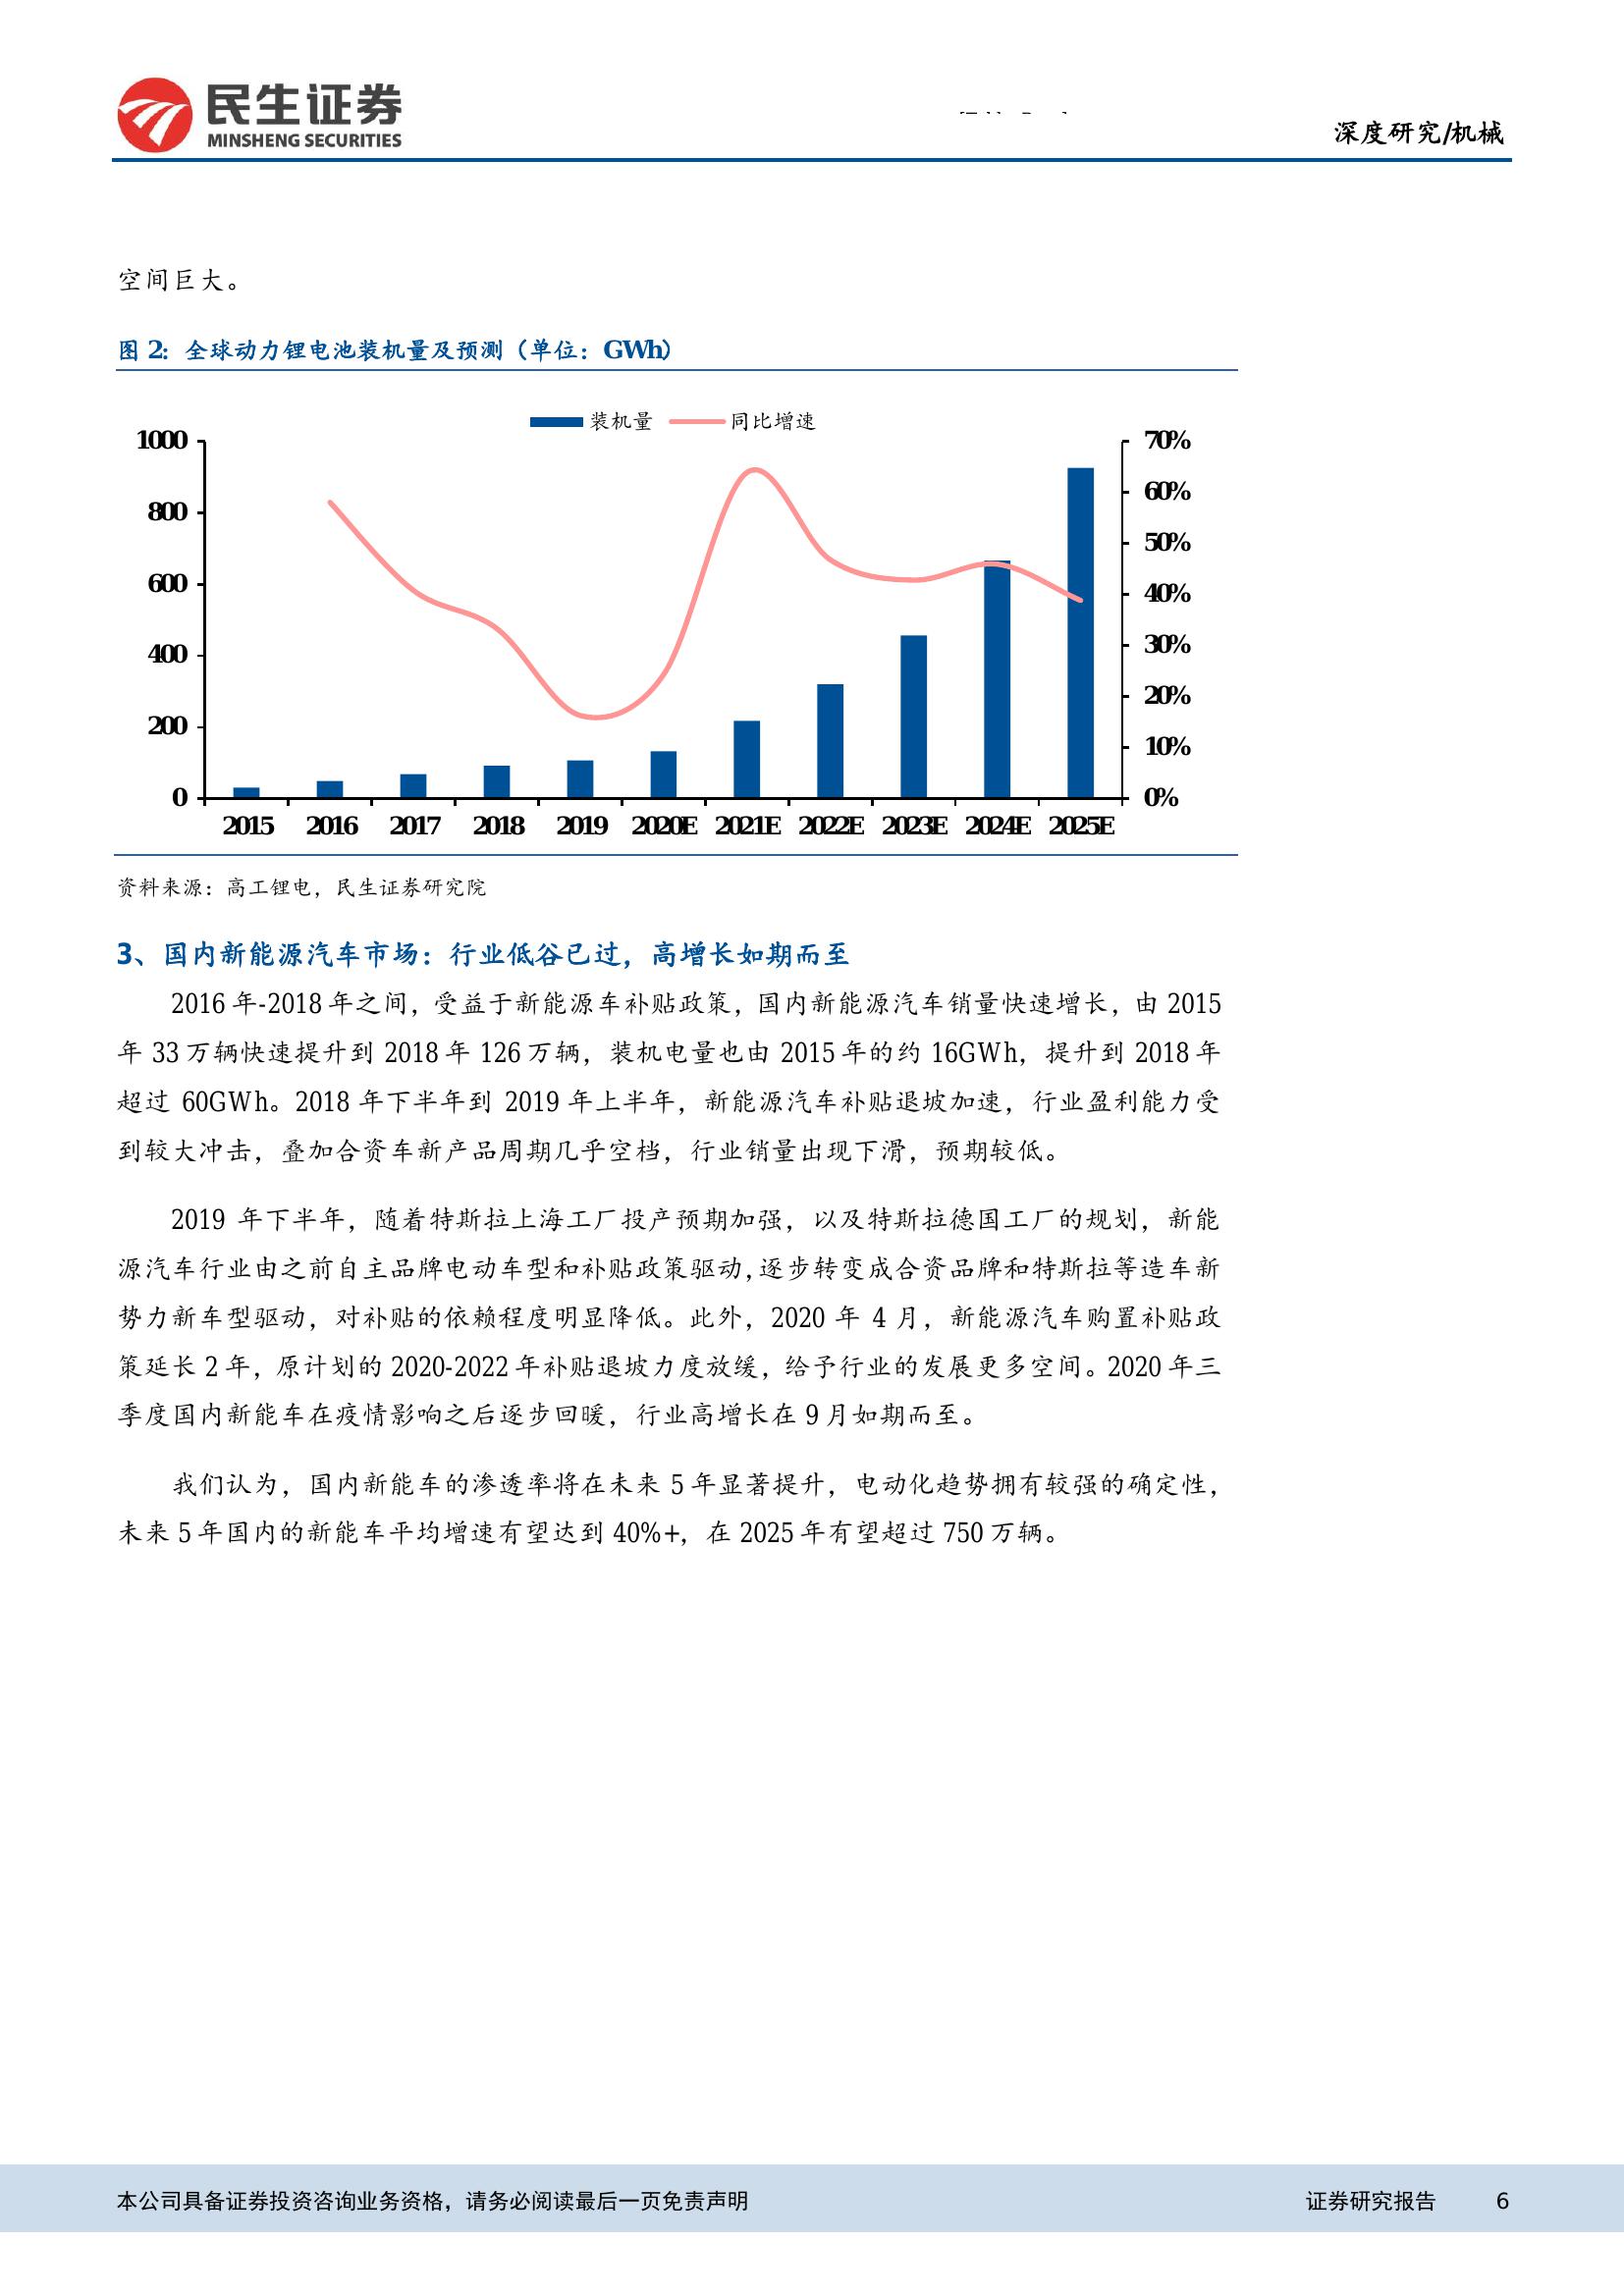 民生证券
MINSHENG SECURITIES
深度研究/机械
空间巨大。
图 2：全球动力锂电池装机量及预测（单位：GWh）
装机量 同比增速
1000
800
600
400
200
0
70%
60%
50%
40%
30%
20%
10%
0%
2015 2016 2017 2018 2019 2020E 2021E 2022E 2023E 2024E 2025E
资料来源：高工锂电，民生证券研究院
3、国内新能源汽车市场：行业低谷已过，高增长如期而至
2016 年-2018 年之间，受益于新能源车补贴政策，国内新能源汽车销量快速增长，由 2015
年 33 万辆快速提升到 2018 年 126 万辆，装机电量也由 2015 年的约 16GWh，提升到 2018 年
超过 60GWh。2018 年下半年到 2019 年上半年，新能源汽车补贴退坡加速，行业盈利能力受
到较大冲击，叠加合资车新产品周期几乎空档，行业销量出现下滑，预期较低。
2019 年下半年，随着特斯拉上海工厂投产预期加强，以及特斯拉德国工厂的规划，新能
源汽车行业由之前自主品牌电动车型和补贴政策驱动，逐步转变成合资品牌和特斯拉等造车新
势力新车型驱动，对补贴的依赖程度明显降低。此外，2020 年 4 月，新能源汽车购置补贴政
策延长 2 年，原计划的 2020-2022 年补贴退坡力度放缓，给予行业的发展更多空间。2020 年三
季度国内新能车在疫情影响之后逐步回暖，行业高增长在 9 月如期而至。
我们认为，国内新能车的渗透率将在未来 5 年显著提升，电动化趋势拥有较强的确定性，
未来 5 年国内的新能车平均增速有望达到 40%+，在 2025 年有望超过 750 万辆。
本公司具备证券投资咨询业务资格，请务必阅读最后一页免责声明
证券研究报告 6